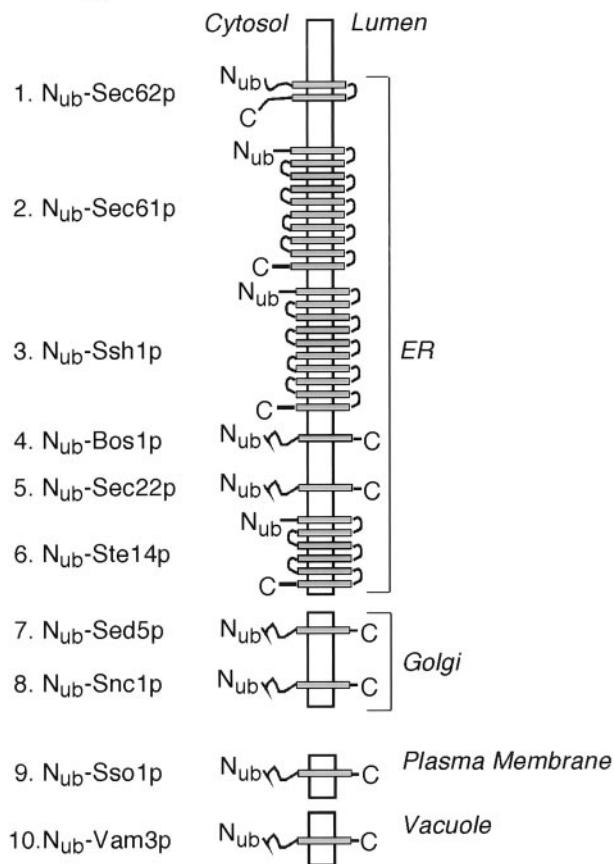 Cytosol Lumen
1. Nub-Sec62p Nub
C
2. Nub-Sec61p Nub
C
3. Nub-Ssh1p Nub
C
ER
4. Nub-Bos1p Nub C
5. Nub-Sec22p Nub C
6. Nub-Ste14p Nub
C
7. Nub-Sed5p Nub C
Golgi
8. Nub-Snc1p Nub C
9. Nub-Sso1p Nub C Plasma Membrane
10.Nub-Vam3p Nub C Vacuole